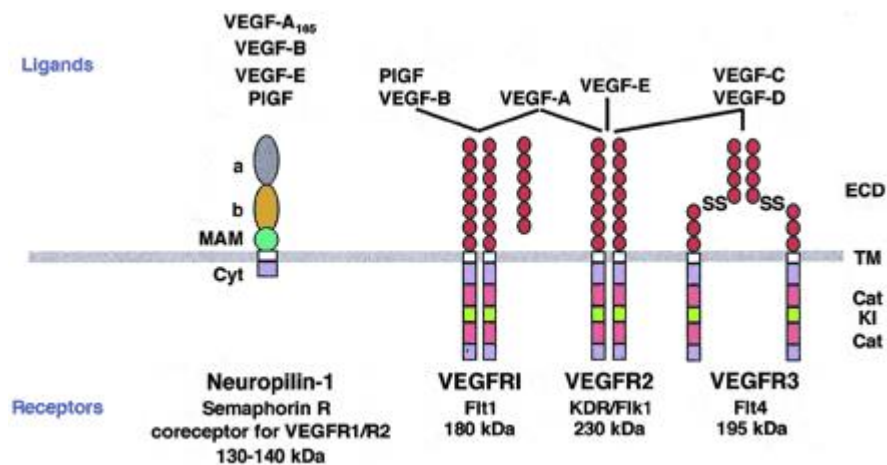 Ligands
VEGF-A165
VEGF-B
VEGF-E
PlGF
PlGF
VEGF-B
VEGF-A
VEGF-E
VEGF-C
VEGF-D
a
b
MAM
Cyt
SS
SS
ECD
TM
Cat
KI
Cat
Receptors
Neuropilin-1
Semaphorin R
coreceptor for VEGFR1/R2
130-140 kDa
VEGFRI
Flt1
180 kDa
VEGFR2
KDR/Flk1
230 kDa
VEGFR3
Flt4
195 kDa